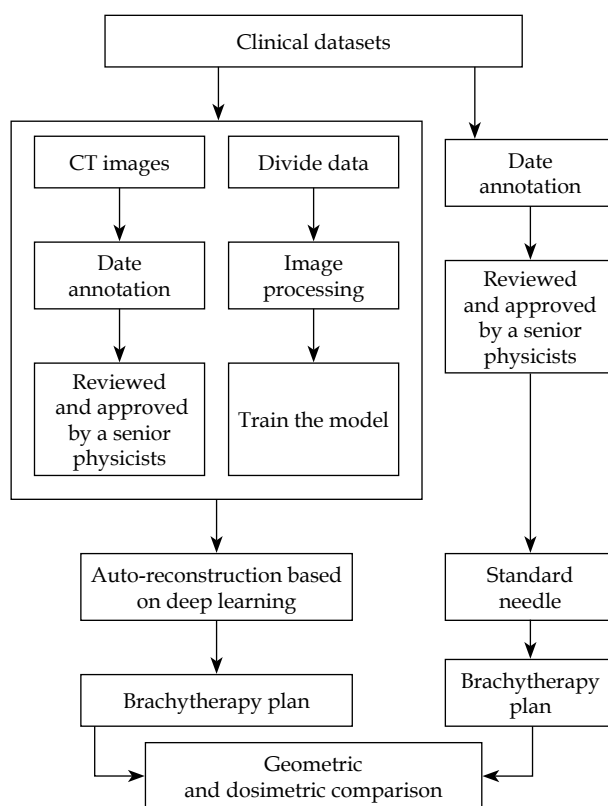 Clinical datasets
CT images
Date
annotation
Reviewed
and approved
by a senior
physicists
Divide data
Image
processing
Train the model
Date
annotation
Reviewed
and approved
by a senior
physicists
Auto-reconstruction based
on deep learning
Standard
needle
Brachytherapy plan
Brachytherapy
plan
Geometric
and dosimetric comparison